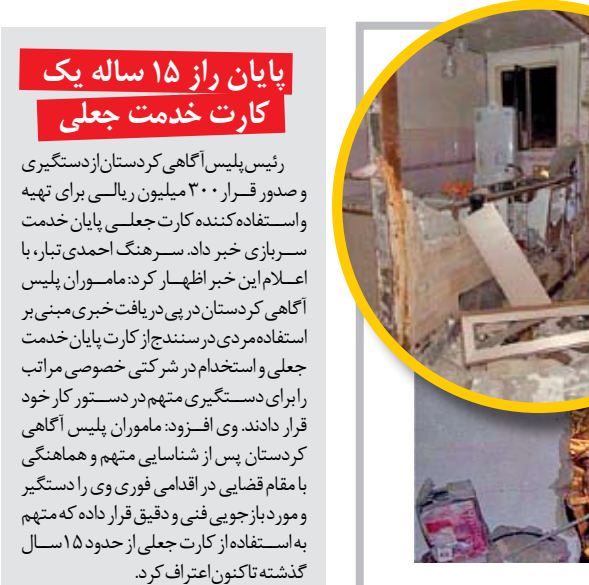 پایان راز ۱۵ ساله یک
کارت خدمت جعلی
رئیس‌پلیس‌آگاهی کردستان از دستگیری
و صدور قرار ۳۰۰ میلیون ریالی برای تهیه
و استفاده کننده کارت جعلی پایان خدمت
سربازی خبر داد. سرهنگ احمدی‌تبار، با
اعلام این خبر اظهار کرد: ماموران پلیس
آگاهی کردستان در پی دریافت خبری مبنی بر
استفاده مردی در سنندج از کارت پایان خدمت
جعلی و استخدام در شرکتی خصوصی مراتب
را برای دستگیری متهم در دستور کار خود
قرار دادند. وی افزود: ماموران پلیس آگاهی
کردستان پس از شناسایی متهم و هماهنگی
با مقام قضایی در اقدامی فوری وی را دستگیر
و مورد بازجویی فنی و دقیق قرار داده که متهم
به استفاده از کارت جعلی از حدود ۱۵ سال
گذشته تاکنون اعتراف کرد.